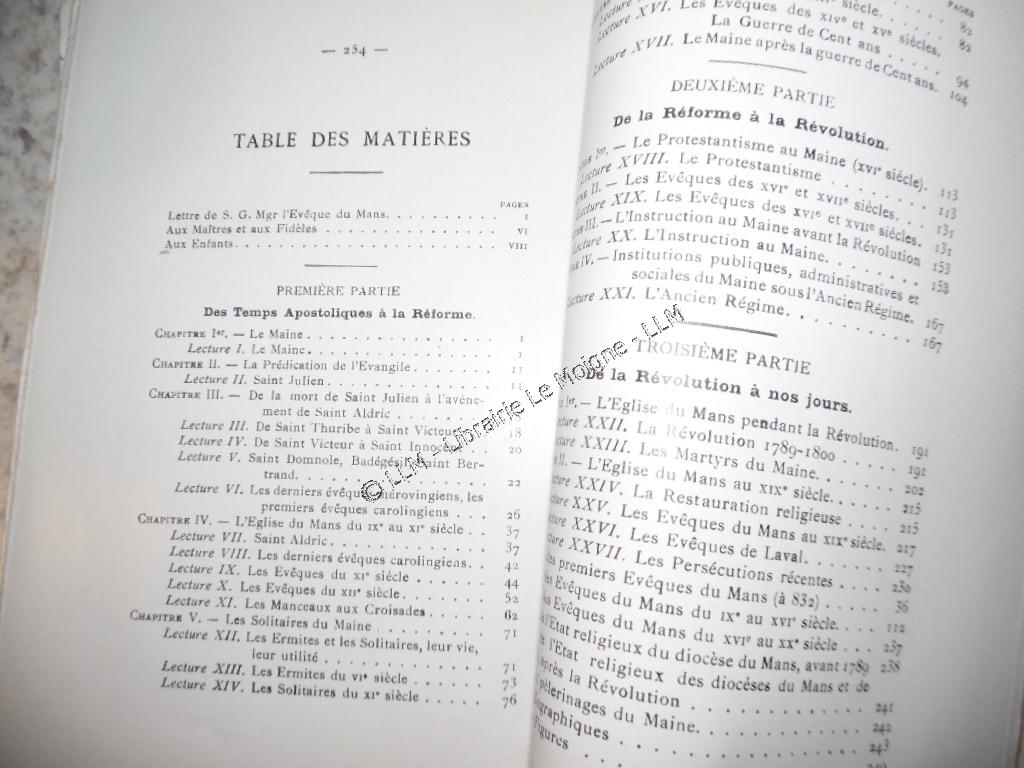 — 254 —
TABLE DES MATIÈRES
PAGES
Lettre de S. G. Mgr l'Evêque du Mans. . . . . . . . . . I
Aux Maîtres et aux Fidèles . . . . . . . . . . . . . VI
Aux Enfants. . . . . . . . . . . . . . . . . . VIII
PREMIÈRE PARTIE
Des Temps Apostoliques à la Réforme.
CHAPITRE Ier. — Le Maine. . . . . . . . . . . . . . 1
Lecture I. Le Maine. . . . . . . . . . . . . . 1
CHAPITRE II. — La Prédication de l'Evangile. . . . . . 11
Lecture II. Saint Julien. . . . . . . . . . . . 11
CHAPITRE III. — De la mort de Saint Julien à l'avène-
ment de Saint Aldric . . . . . . . . . 18
Lecture III. De Saint Thuribe à Saint Victeur . . . 18
Lecture IV. De Saint Victeur à Saint Innocent . . 20
Lecture V. Saint Domnole, Badégésil, Saint Ber-
trand. . . . . . . . . . . . . . . 22
Lecture VI. Les derniers évêques mérovingiens, les
premiers évêques carolingiens . . . 26
CHAPITRE IV. — L'Eglise du Mans du IXe au XIe siècle . . 37
Lecture VII. Saint Aldric. . . . . . . . . . . . 37
Lecture VIII. Les derniers évêques carolingiens. . 42
Lecture IX. Les Evêques du XIe siècle . . . . . . 44
Lecture X. Les Evêques du XIIe siècle. . . . . . 52
Lecture XI. Les Manceaux aux Croisades . . . . . 62
CHAPITRE V. — Les Solitaires du Maine . . . . . . . . 71
Lecture XII. Les Ermites et les Solitaires, leur vie,
leur utilité . . . . . . . . . . . . 71
Lecture XIII. Les Ermites du VIe siècle . . . . . . 73
Lecture XIV. Les Solitaires du XIe siècle . . . . . 76
PAGES
siècle. . . . . 82
Lecture XVI. Les Evêques des XIVe et XVe siècles. 82
La Guerre de Cent ans . . . . . . 94
Lecture XVII. Le Maine après la guerre de Cent ans. 104
DEUXIÈME PARTIE
De la Réforme à la Révolution.
Ier. — Le Protestantisme au Maine (XVIe siècle). 113
Lecture XVIII. Le Protestantisme . . . . . . . . 113
II. — Les Evêques des XVIe et XVIIe siècles. . . . 131
Lecture XIX. Les Evêques des XVIe et XVIIe siècles. 131
III. — L'Instruction au Maine avant la Révolution 153
Lecture XX. L'Instruction au Maine. . . . . . . 153
IV. — Institutions publiques, administratives et
sociales du Maine sous l'Ancien Régime. 167
Lecture XXI. L'Ancien Régime. . . . . . . . . . 167
TROISIÈME PARTIE
De la Révolution à nos jours.
Ier. — L'Eglise du Mans pendant la Révolution. 191
Lecture XXII. La Révolution 1789-1800 . . . . . . 191
Lecture XXIII. Les Martyrs du Maine. . . . . . . 202
II. — L'Eglise du Mans au XIXe siècle. . . . . . 215
Lecture XXIV. La Restauration religieuse . . . . 215
Lecture XXV. Les Evêques du Mans au XIXe siècle. 217
Lecture XXVI. Les Evêques de Laval. . . . . . . 227
Lecture XXVII. Les Persécutions récentes . . . . 230
es premiers Evêques du Mans (à 832) . . . . . . 36
es Evêques du Mans du IXe au XVIe siècle . . . . 112
Evêques du Mans du XVIe au XXe siècle . . . . 237
l'Etat religieux du diocèse du Mans, avant 1789 238
l'Etat religieux des diocèses du Mans et de
après la Révolution . . . . . . . . . . . 241
pèlerinages du Maine. . . . . . . . . . . . 242
ographiques . . . . . . . . . . . . . 243
Figures . . . . . . . . . . . . . . . 249
© LLM - Librairie Le Moigne - LLM